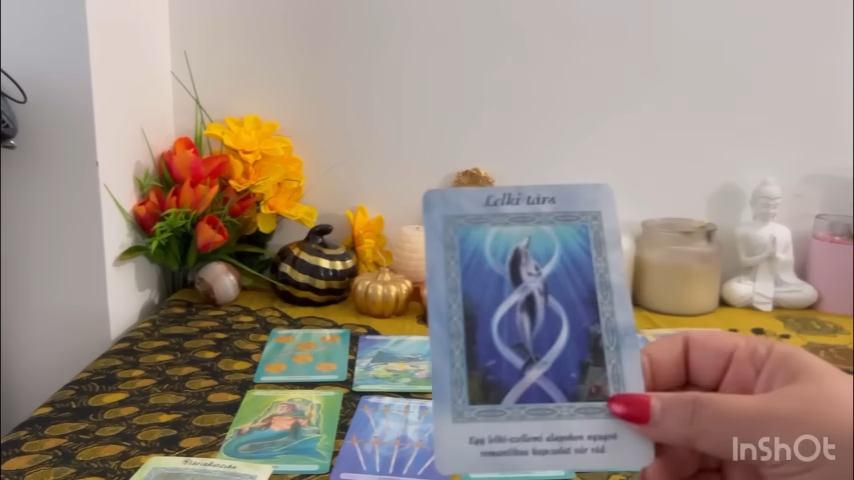 Lelki társ
Egy lelki-szellemi alapokon nyugvó
romantikus kapcsolat vár rád.
InShOt